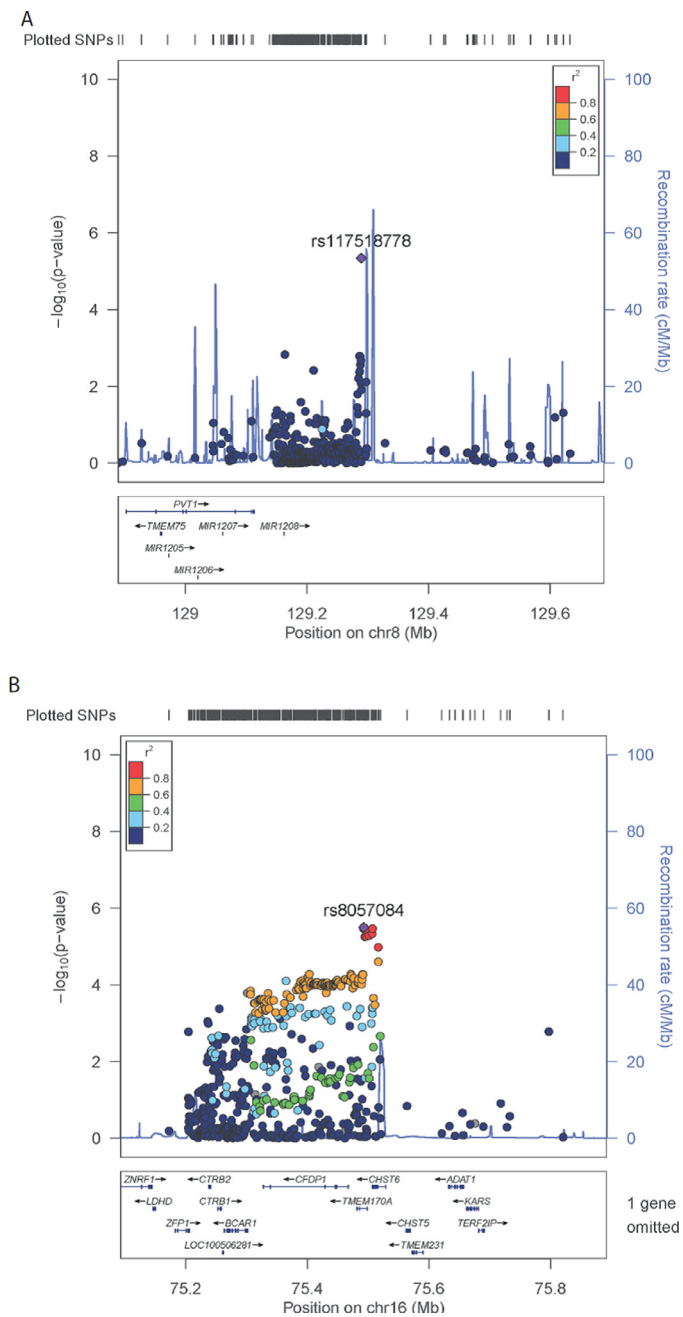 A
Plotted SNPs
10
8
6
4
2
0
−log10(p−value)
100
80
60
40
20
0
Recombination rate (cM/Mb)
r2
0.8
0.6
0.4
0.2
rs117518778
PVT1→
←TMEM75 MIR1207→ MIR1208→
MIR1205→
MIR1206→
129 129.2 129.4 129.6
Position on chr8 (Mb)
B
Plotted SNPs
10
8
6
4
2
0
−log10(p−value)
100
80
60
40
20
0
Recombination rate (cM/Mb)
r2
0.8
0.6
0.4
0.2
rs8057084
ZNRF1→ ←CTRB2 ←CFDP1 ←CHST6 ←ADAT1
←LDHD CTRB1→ ←TMEM170A ←KARS
ZFP1→ ←BCAR1 ←CHST5 TERF2IP→
LOC100506281→ ←TMEM231
1 gene
omitted
75.2 75.4 75.6 75.8
Position on chr16 (Mb)